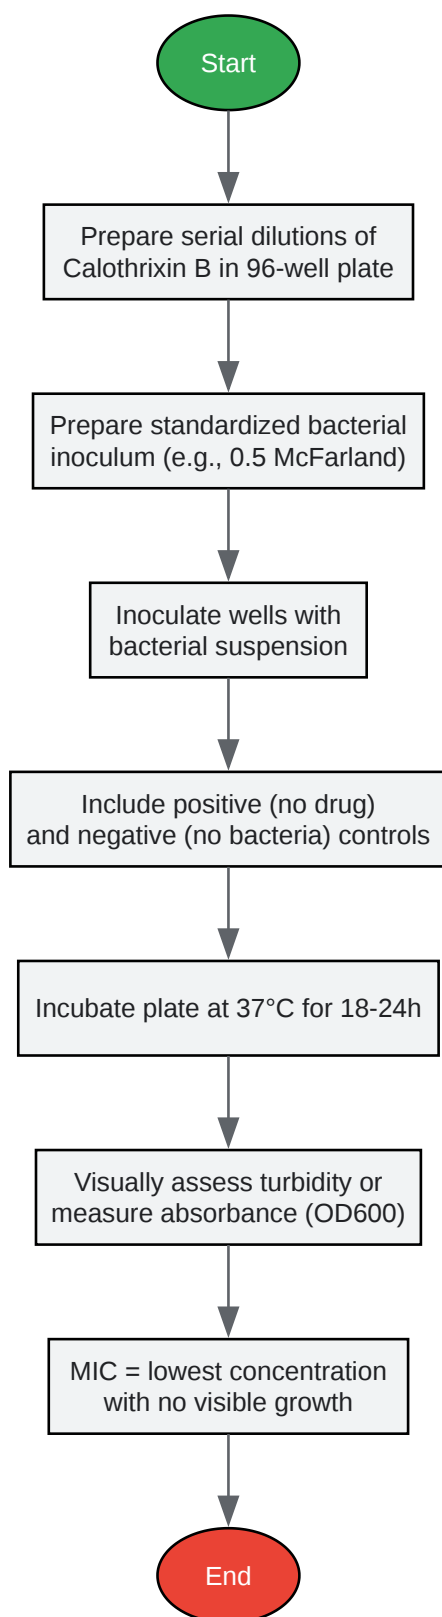 Start
Prepare serial dilutions of
Calothrixin B in 96-well plate
Prepare standardized bacterial
inoculum (e.g., 0.5 McFarland)
Inoculate wells with
bacterial suspension
Include positive (no drug)
and negative (no bacteria) controls
Incubate plate at 37°C for 18-24h
Visually assess turbidity or
measure absorbance (OD600)
MIC = lowest concentration
with no visible growth
End